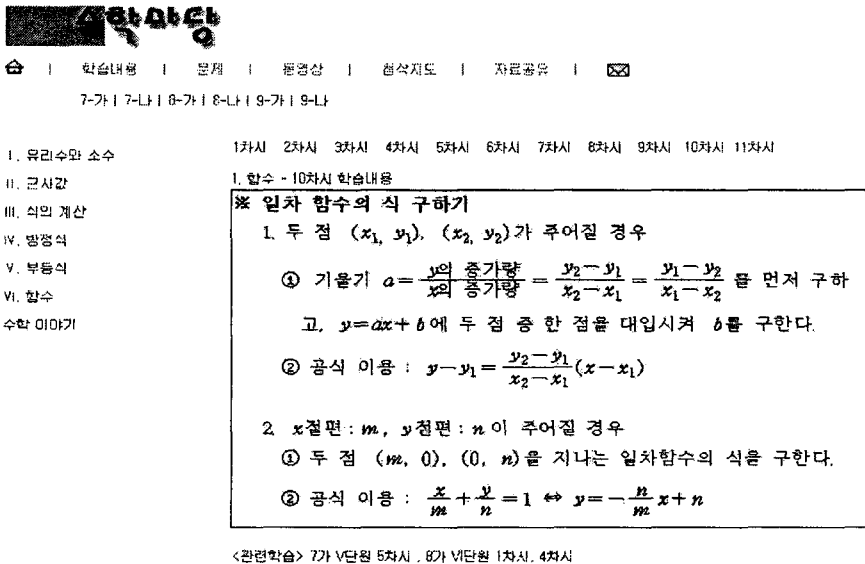 수학마당
학습내용 | 문제 | 동영상 | 첨삭지도 | 자료공유 |
7-가 | 7-나 | 8-가 | 8-나 | 9-가 | 9-나
1차시 2차시 3차시 4차시 5차시 6차시 7차시 8차시 9차시 10차시 11차시
I. 유리수와 소수
II. 근사값
III. 식의 계산
IV. 방정식
V. 부등식
VI. 함수
수학 이야기
I. 함수 - 10차시 학습내용
※ 일차 함수의 식 구하기
1. 두 점 (x₁, y₁), (x₂, y₂)가 주어질 경우
① 기울기 a = y의 증가량/x의 증가량 = (y₂-y₁)/(x₂-x₁) = (y₁-y₂)/(x₁-x₂) 를 먼저 구하
고, y=ax+b에 두 점 중 한 점을 대입시켜 b를 구한다.
② 공식 이용 : y-y₁ = (y₂-y₁)/(x₂-x₁)(x-x₁)
2. x절편 : m, y절편 : n이 주어질 경우
① 두 점 (m, 0), (0, n)을 지나는 일차함수의 식을 구한다.
② 공식 이용 : x/m + y/n = 1 ⇔ y = -n/m x + n
<관련학습> 7가 V단원 5차시, 8가 VI단원 1차시, 4차시